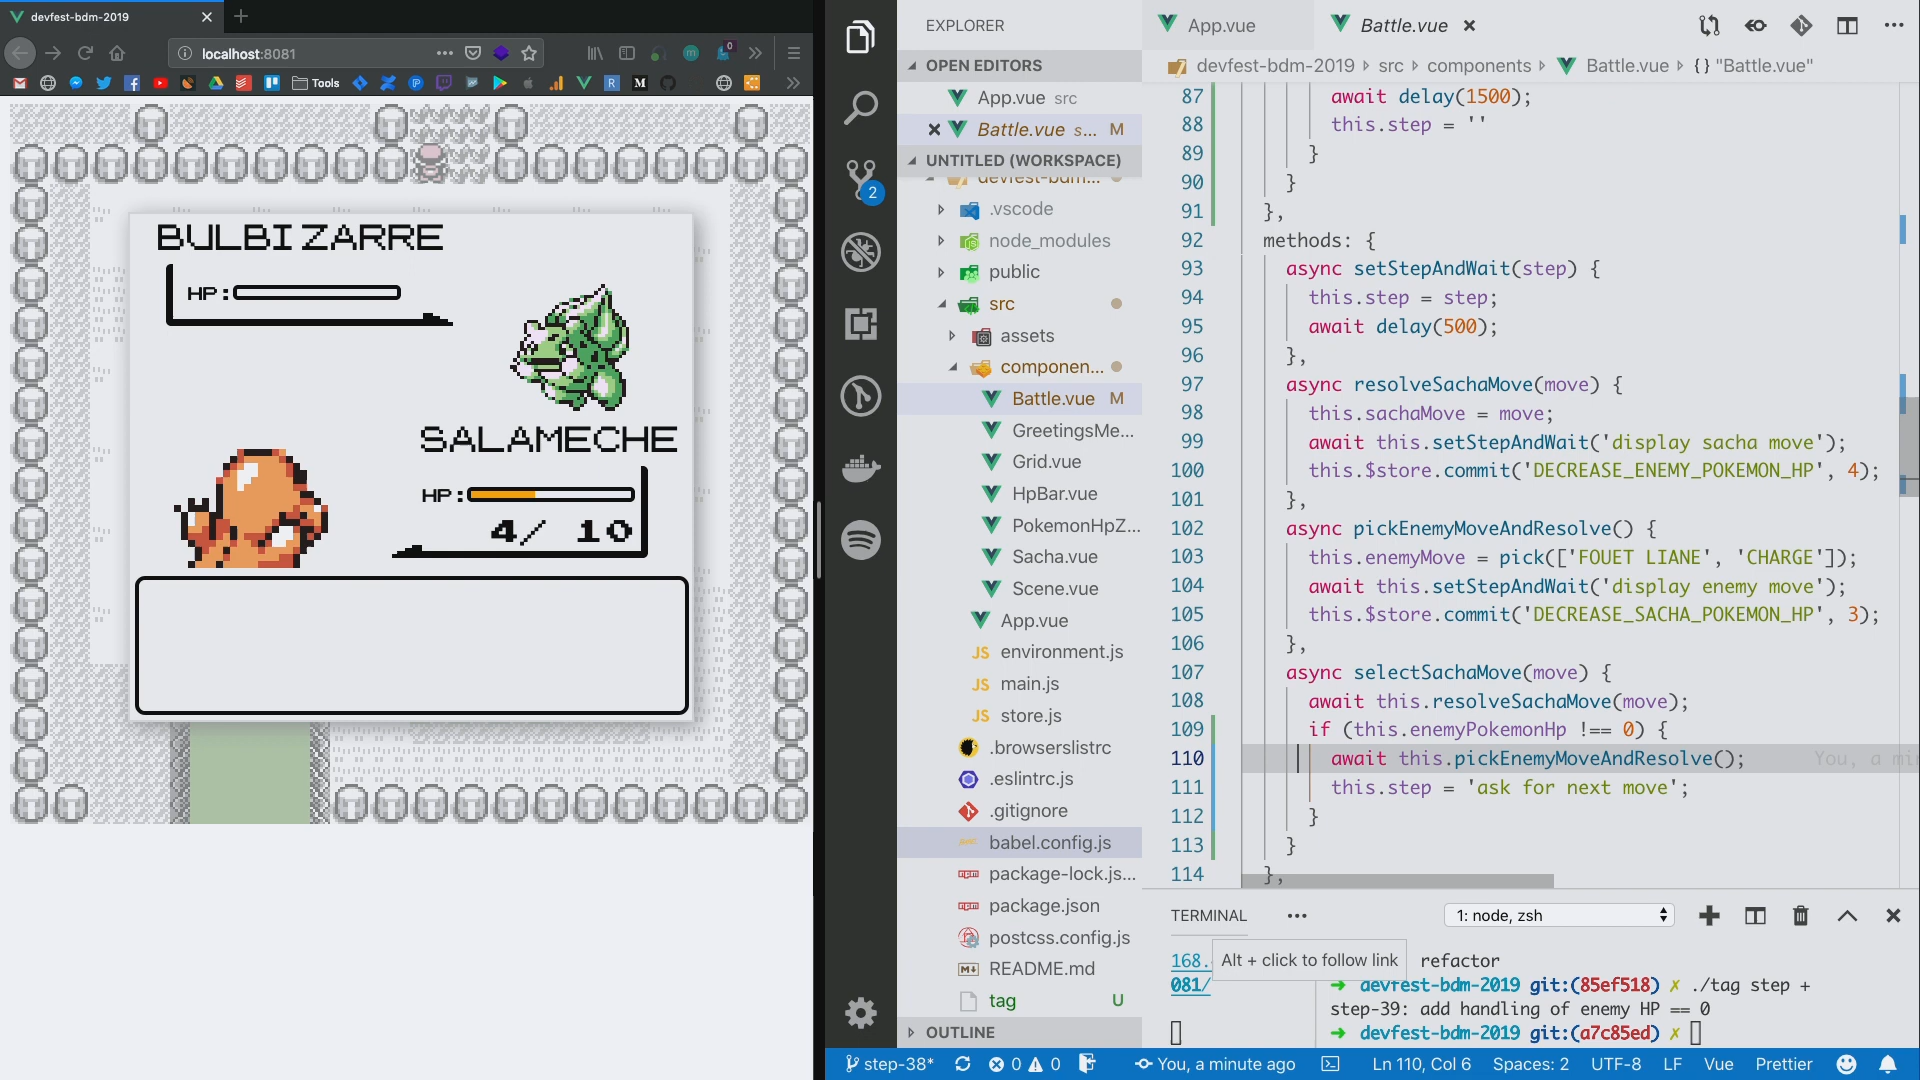 devfest-bdm-2019
localhost:8081
Tools
0
BULBIZARRE
HP :
SALAMECHE
HP :
4/ 10
EXPLORER
OPEN EDITORS
App.vue src
Battle.vue s... M
UNTITLED (WORKSPACE)
devfest-bdm...
.vscode
node_modules
public
src
assets
componen...
Battle.vue M
GreetingsMe...
Grid.vue
HpBar.vue
PokemonHpZ...
Sacha.vue
Scene.vue
App.vue
JS environment.js
JS main.js
JS store.js
.browserslistrc
.eslintrc.js
.gitignore
babel.config.js
package-lock.js...
package.json
postcss.config.js
README.md
tag U
OUTLINE
2
App.vue
Battle.vue
devfest-bdm-2019 src components Battle.vue {} "Battle.vue"
87 await delay(1500);
88 this.step = ''
89 }
90 }
91 },
92 methods: {
93 async setStepAndWait(step) {
94 this.step = step;
95 await delay(500);
96 },
97 async resolveSachaMove(move) {
98 this.sachaMove = move;
99 await this.setStepAndWait('display sacha move');
100 this.$store.commit('DECREASE_ENEMY_POKEMON_HP', 4);
101 },
102 async pickEnemyMoveAndResolve() {
103 this.enemyMove = pick(['FOUET LIANE', 'CHARGE']);
104 await this.setStepAndWait('display enemy move');
105 this.$store.commit('DECREASE_SACHA_POKEMON_HP', 3);
106 },
107 async selectSachaMove(move) {
108 await this.resolveSachaMove(move);
109 if (this.enemyPokemonHp !== 0) {
110 await this.pickEnemyMoveAndResolve(); You, a min
111 this.step = 'ask for next move';
112 }
113 }
114 },
TERMINAL
1: node, zsh
168.
081/
Alt + click to follow link
refactor
➜ devfest-bdm-2019 git:(85ef518) ✗ ./tag step +
step-39: add handling of enemy HP == 0
➜ devfest-bdm-2019 git:(a7c85ed) ✗
step-38* 0 0 You, a minute ago Ln 110, Col 6 Spaces: 2 UTF-8 LF Vue Prettier